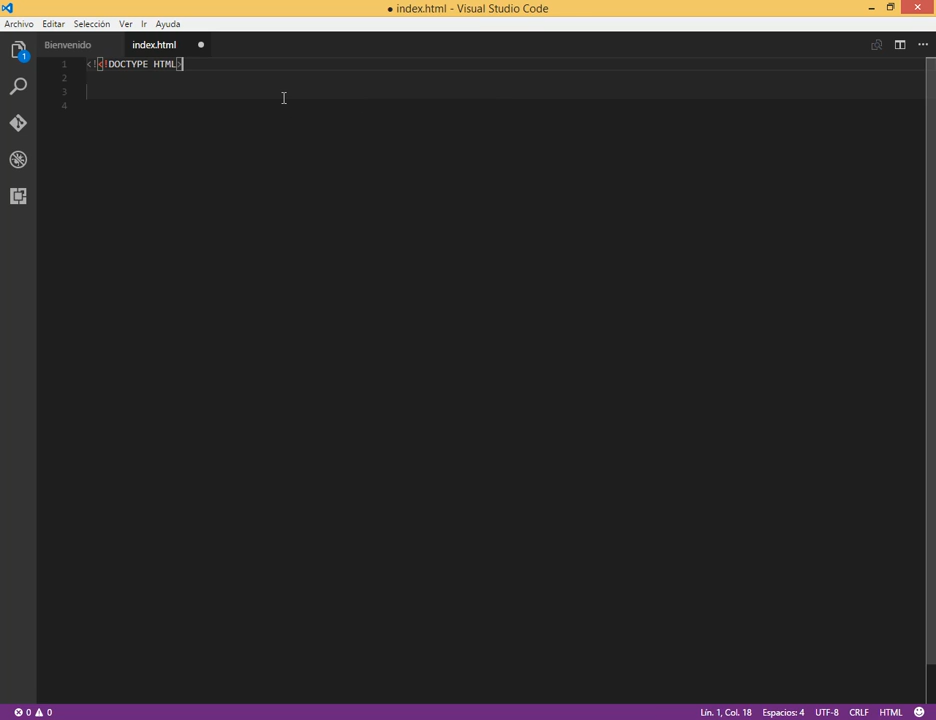 ● index.html - Visual Studio Code
Archivo Editar Selección Ver Ir Ayuda
Bienvenido index.html
1
1 <!<!DOCTYPE HTML>
2
3
4
0 0 Lín. 1, Col. 18 Espacios: 4 UTF-8 CRLF HTML